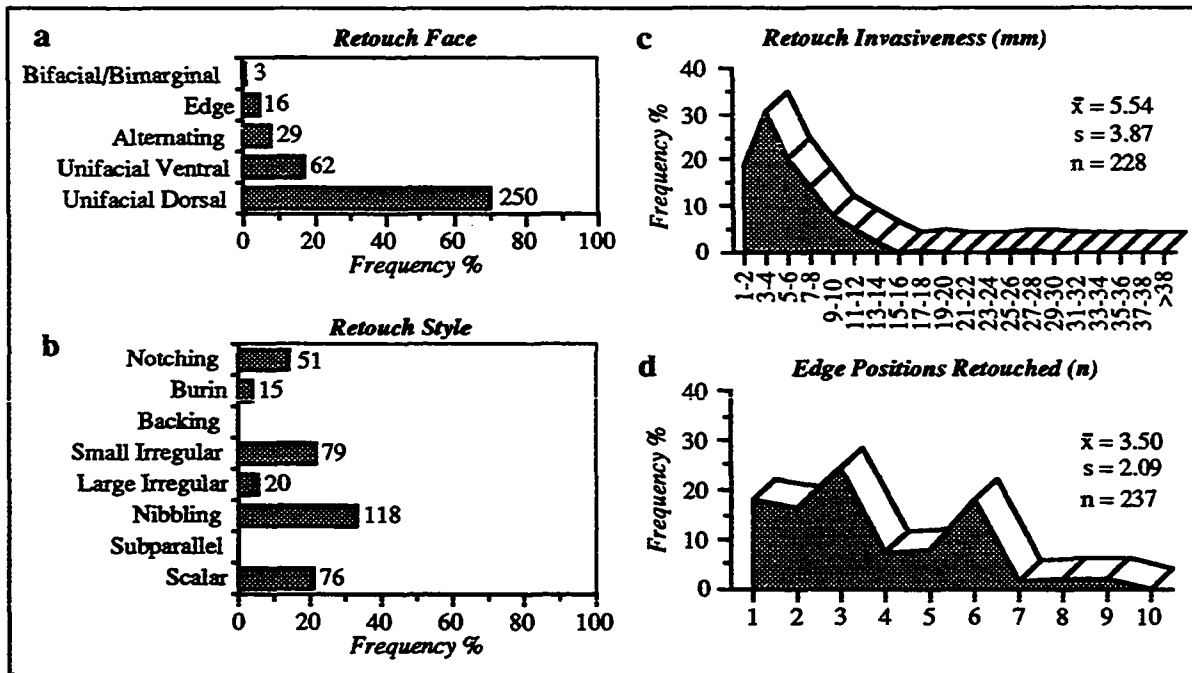 a
Retouch Face
Bifacial/Bimarginal 3
Edge 16
Alternating 29
Unifacial Ventral 62
Unifacial Dorsal 250
0 20 40 60 80 100
Frequency %
b
Retouch Style
Notching 51
Burin 15
Backing
Small Irregular 79
Large Irregular 20
Nibbling 118
Subparallel
Scalar 76
0 20 40 60 80 100
Frequency %
c
Retouch Invasiveness (mm)
40
30
20
10
0
Frequency %
x̄ = 5.54
s = 3.87
n = 228
1-2 3-4 5-6 7-8 9-10 11-12 13-14 15-16 17-18 19-20 21-22 23-24 25-26 27-28 29-30 31-32 33-34 35-36 37-38 >38
d
Edge Positions Retouched (n)
40
30
20
10
0
Frequency %
x̄ = 3.50
s = 2.09
n = 237
1 2 3 4 5 6 7 8 9 10